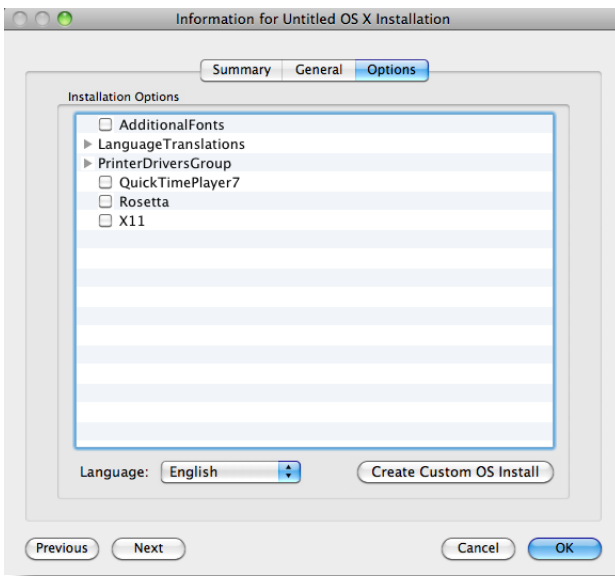 Information for Untitled OS X Installation
Summary General Options
Installation Options
AdditionalFonts
LanguageTranslations
PrinterDriversGroup
QuickTimePlayer7
Rosetta
X11
Language: English Create Custom OS Install
Previous Next Cancel OK